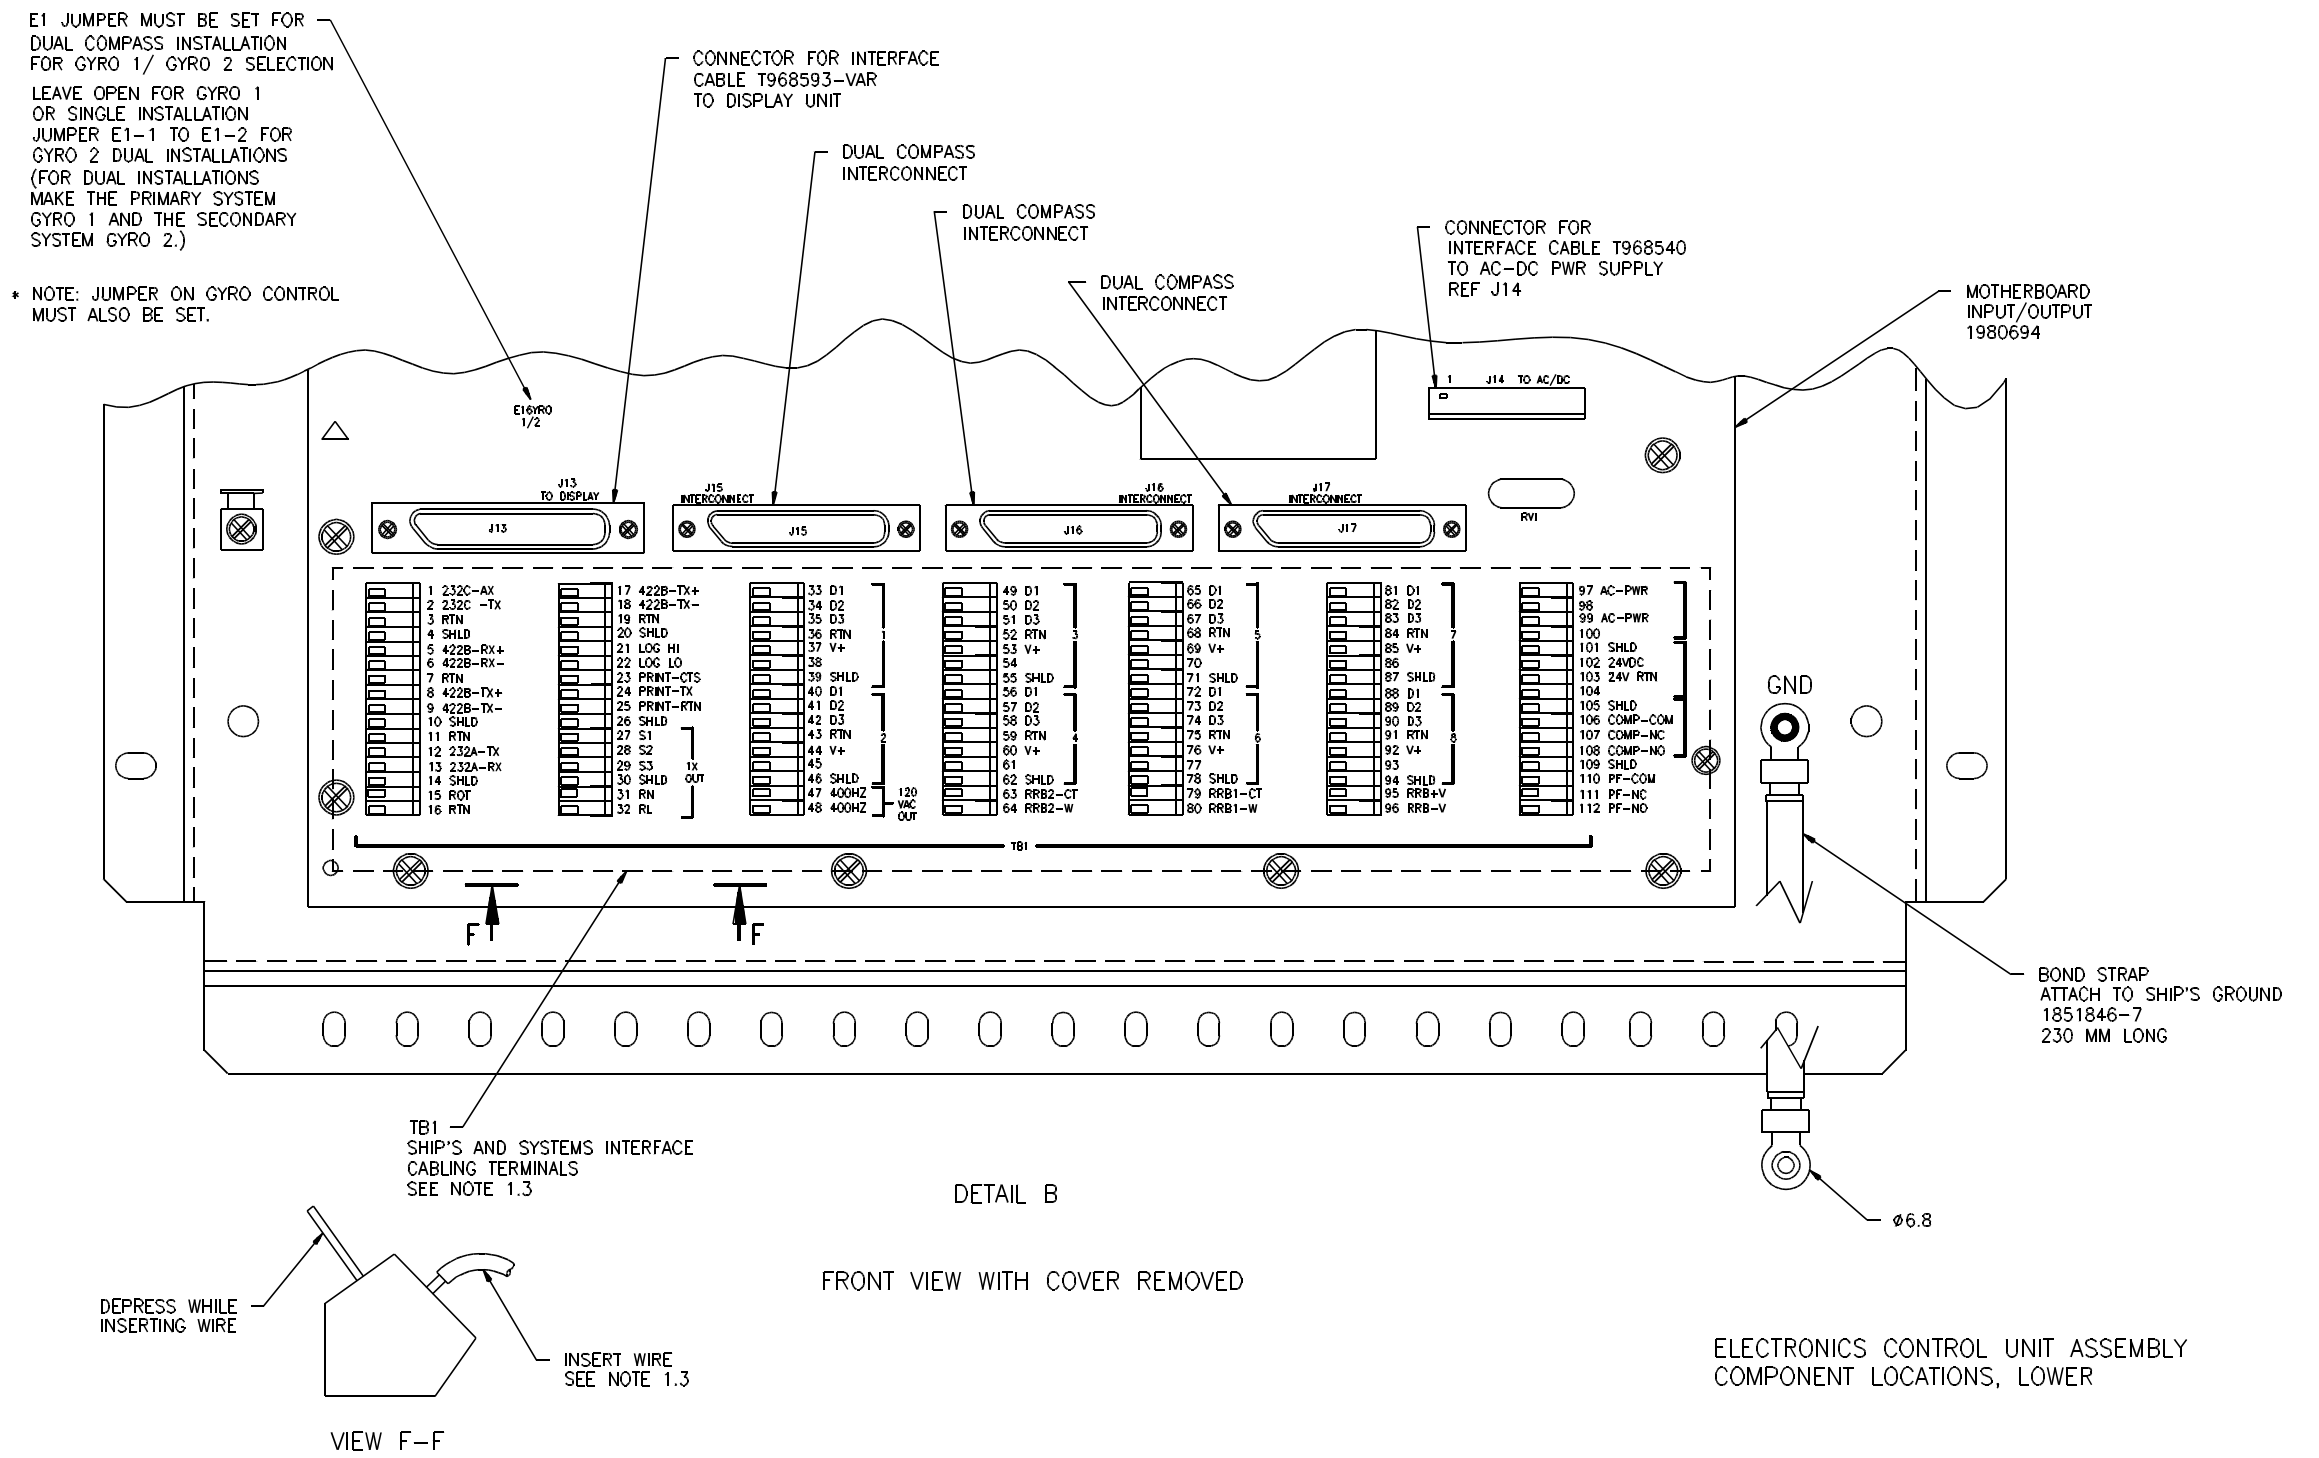 E1 JUMPER MUST BE SET FOR
DUAL COMPASS INSTALLATION
FOR GYRO 1/ GYRO 2 SELECTION
LEAVE OPEN FOR GYRO 1
OR SINGLE INSTALLATION
JUMPER E1-1 TO E1-2 FOR
GYRO 2 DUAL INSTALLATIONS
(FOR DUAL INSTALLATIONS
MAKE THE PRIMARY SYSTEM
GYRO 1 AND THE SECONDARY
SYSTEM GYRO 2.)
* NOTE: JUMPER ON GYRO CONTROL
MUST ALSO BE SET.
CONNECTOR FOR INTERFACE
CABLE T968593-VAR
TO DISPLAY UNIT
DUAL COMPASS
INTERCONNECT
DUAL COMPASS
INTERCONNECT
DUAL COMPASS
INTERCONNECT
CONNECTOR FOR
INTERFACE CABLE T968540
TO AC-DC PWR SUPPLY
REF J14
MOTHERBOARD
INPUT/OUTPUT
1980694
E1GYRO
1/2
1 J14 TO AC/DC
J13
TO DISPLAY
J15
INTERCONNECT
J16
INTERCONNECT
J17
INTERCONNECT
J13
J15
J16
J17
RV1
1 232C-AX
2 232C -TX
3 RTN
4 SHLD
5 422B-RX+
6 422B-RX-
7 RTN
8 422B-TX+
9 422B-TX-
10 SHLD
11 RTN
12 232A-TX
13 232A-RX
14 SHLD
15 ROT
16 RTN
17 422B-TX+
18 422B-TX-
19 RTN
20 SHLD
21 LOG HI
22 LOG LO
23 PRINT-CTS
24 PRINT-TX
25 PRINT-RTN
26 SHLD
27 S1
28 S2
29 S3
30 SHLD
31 RN
32 RL
1X
OUT
33 D1
34 D2
35 D3
36 RTN
37 V+
38
39 SHLD
1
40 D1
41 D2
42 D3
43 RTN
44 V+
45
46 SHLD
2
47 400HZ
48 400HZ
120
VAC
OUT
49 D1
50 D2
51 D3
52 RTN
53 V+
54
55 SHLD
3
56 D1
57 D2
58 D3
59 RTN
60 V+
61
62 SHLD
4
63 RRB2-CT
64 RRB2-W
65 D1
66 D2
67 D3
68 RTN
69 V+
70
71 SHLD
5
72 D1
73 D2
74 D3
75 RTN
76 V+
77
78 SHLD
6
79 RRB1-CT
80 RRB1-W
81 D1
82 D2
83 D3
84 RTN
85 V+
86
87 SHLD
7
88 D1
89 D2
90 D3
91 RTN
92 V+
93
94 SHLD
8
95 RRB+V
96 RRB-V
97 AC-PWR
98
99 AC-PWR
100
101 SHLD
102 24VDC
103 24V RTN
104
105 SHLD
106 COMP-COM
107 COMP-NC
108 COMP-NO
109 SHLD
110 PF-COM
111 PF-NC
112 PF-NO
TB1
GND
F
F
BOND STRAP
ATTACH TO SHIP'S GROUND
1851846-7
230 MM LONG
TB1
SHIP'S AND SYSTEMS INTERFACE
CABLING TERMINALS
SEE NOTE 1.3
DETAIL B
FRONT VIEW WITH COVER REMOVED
Ø6.8
DEPRESS WHILE
INSERTING WIRE
INSERT WIRE
SEE NOTE 1.3
VIEW F-F
ELECTRONICS CONTROL UNIT ASSEMBLY
COMPONENT LOCATIONS, LOWER